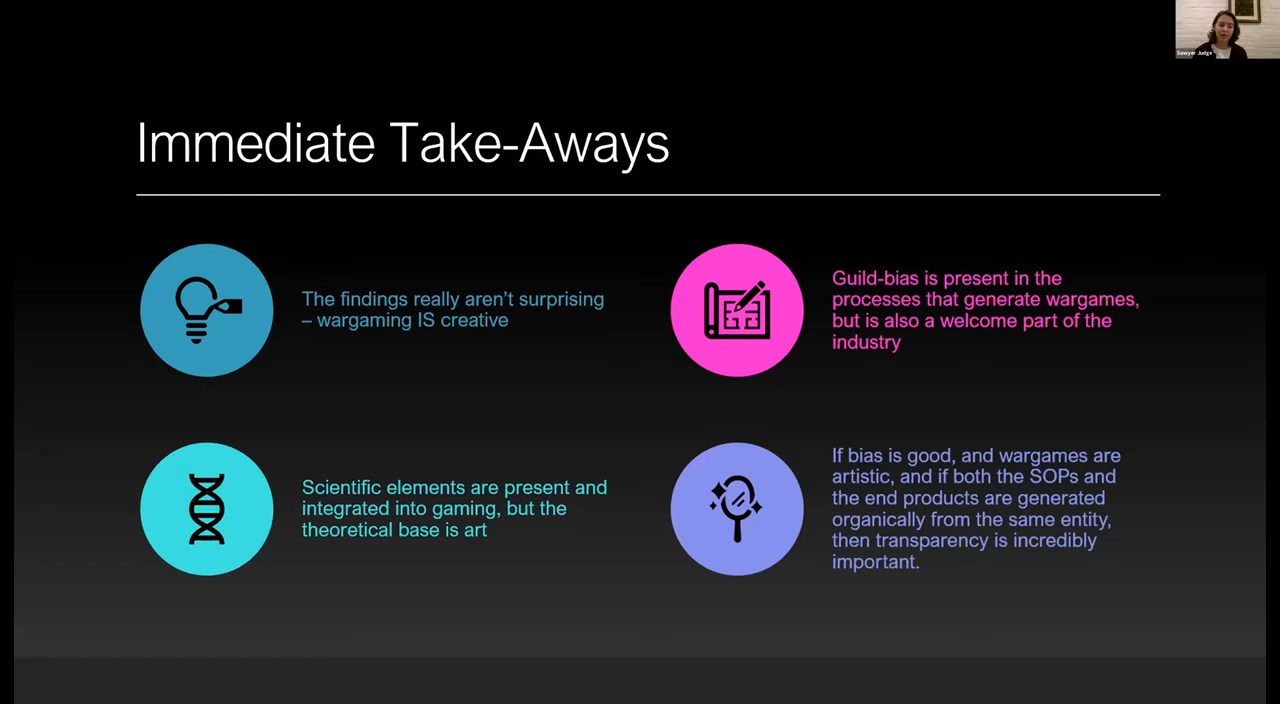 Sawyer Judge
Immediate Take-Aways
The findings really aren’t surprising
– wargaming IS creative
Guild-bias is present in the
processes that generate wargames,
but is also a welcome part of the
industry
Scientific elements are present and
integrated into gaming, but the
theoretical base is art
If bias is good, and wargames are
artistic, and if both the SOPs and
the end products are generated
organically from the same entity,
then transparency is incredibly
important.